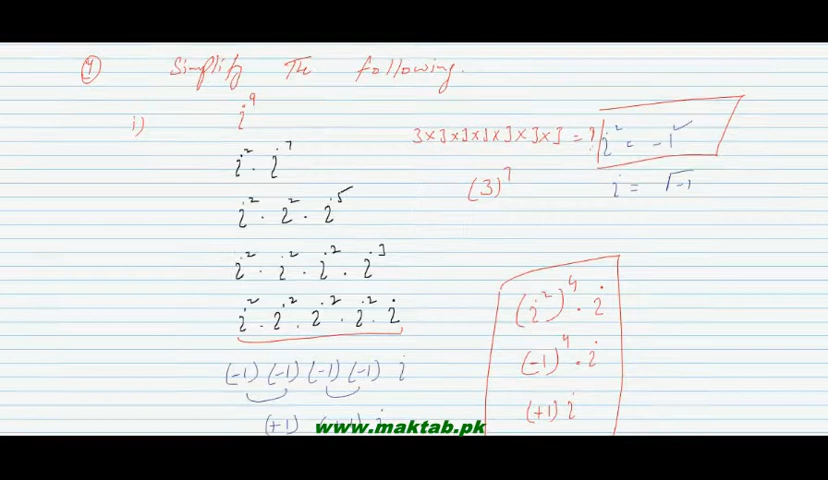 4 Simplify The following.
i) i⁹
i² · i⁷
i² · i² · i⁵
i² · i² · i² · i³
i² · i² · i² · i² · i
(-1) (-1) (-1) (-1) i
(+1) (+1) i
3×3×3×3×3×3×3 = ?
(3)⁷
i² = -1
i = √-1
(i²)⁴ · i
(-1)⁴ · i
(+1) i
www.maktab.pk